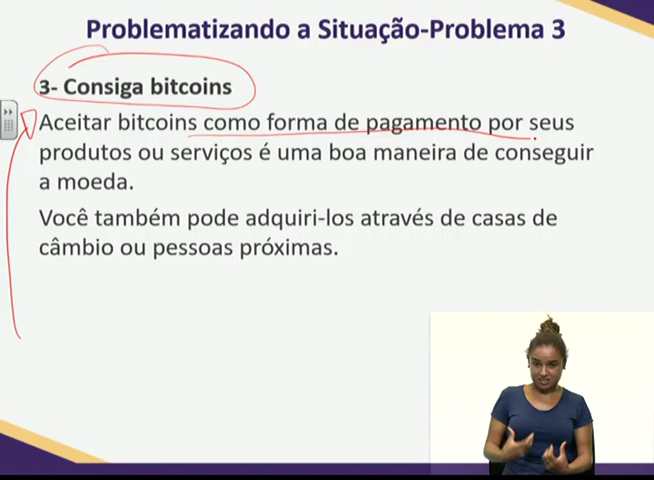 Problematizando a Situação-Problema 3
3- Consiga bitcoins
Aceitar bitcoins como forma de pagamento por seus
produtos ou serviços é uma boa maneira de conseguir
a moeda.
Você também pode adquiri-los através de casas de
câmbio ou pessoas próximas.